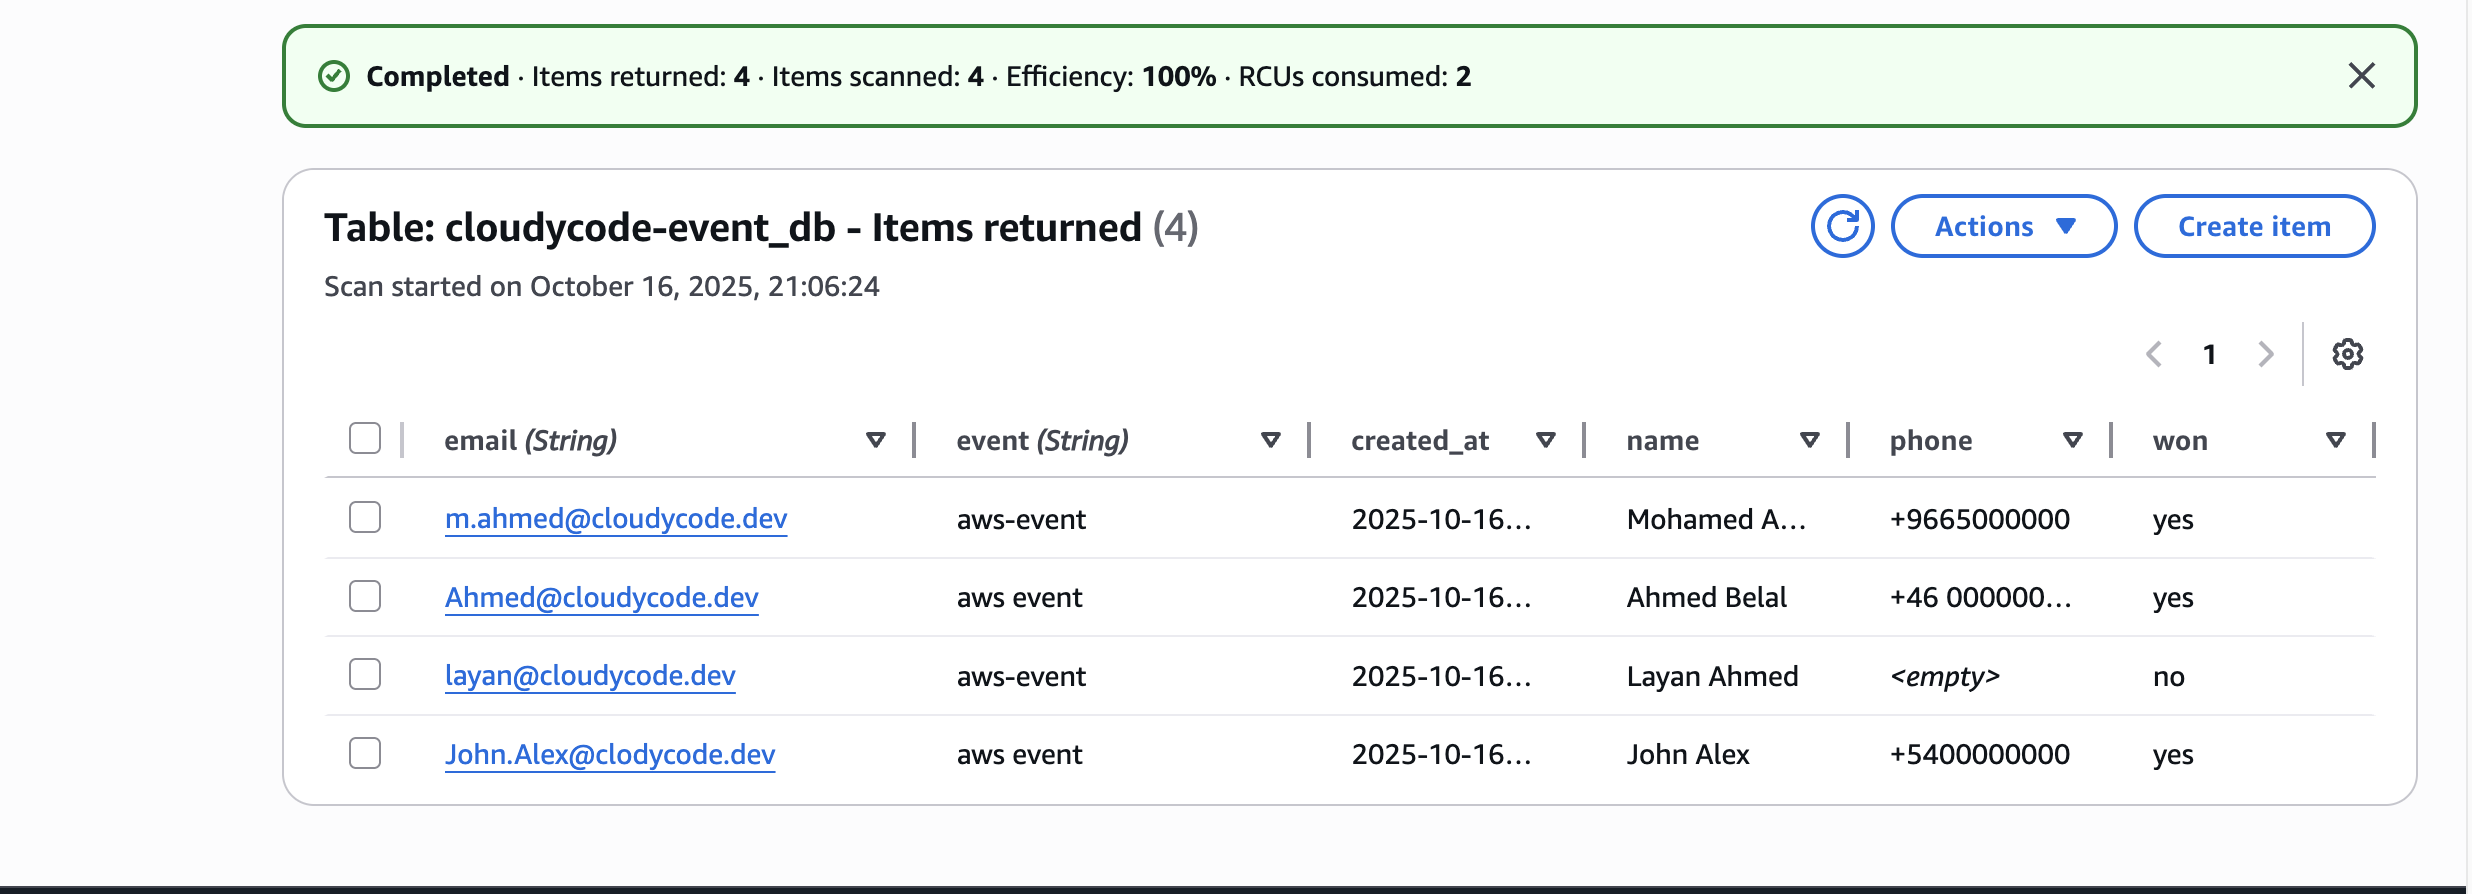 Completed · Items returned: 4 · Items scanned: 4 · Efficiency: 100% · RCUs consumed: 2
Table: cloudycode-event_db - Items returned (4)
Actions
Create item
Scan started on October 16, 2025, 21:06:24
1
email (String) event (String) created_at name phone won
m.ahmed@cloudycode.dev aws-event 2025-10-16... Mohamed A... +9665000000 yes
Ahmed@cloudycode.dev aws event 2025-10-16... Ahmed Belal +46 000000... yes
layan@cloudycode.dev aws-event 2025-10-16... Layan Ahmed <empty> no
John.Alex@clodycode.dev aws event 2025-10-16... John Alex +5400000000 yes